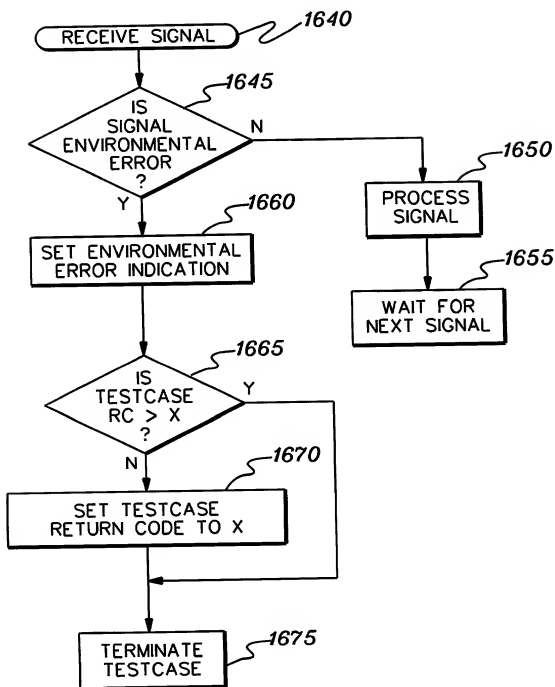 RECEIVE SIGNAL
1640
1645
IS
SIGNAL
ENVIRONMENTAL
ERROR
?
N
Y
1650
PROCESS
SIGNAL
1660
SET ENVIRONMENTAL
ERROR INDICATION
1655
WAIT FOR
NEXT SIGNAL
1665
IS
TESTCASE
RC > X
?
Y
N
1670
SET TESTCASE
RETURN CODE TO X
1675
TERMINATE
TESTCASE